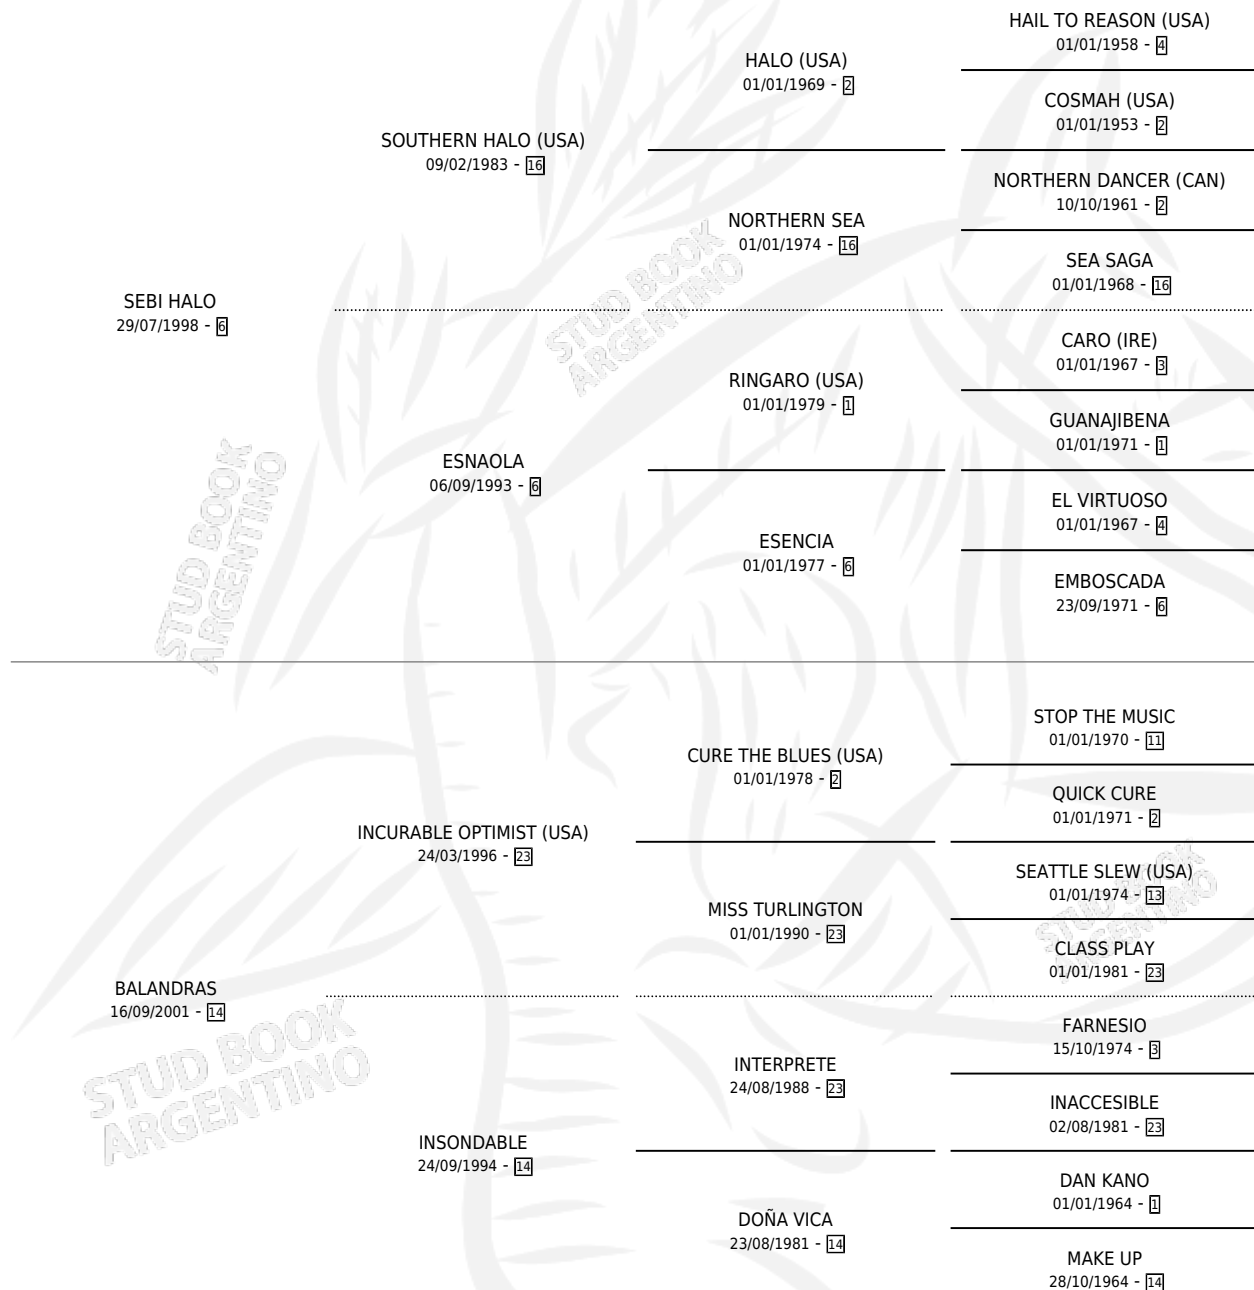 HAIL TO REASON (USA)
01/01/1958 - 4
HALO (USA)
01/01/1969 - 2
COSMAH (USA)
01/01/1953 - 2
SOUTHERN HALO (USA)
09/02/1983 - 16
NORTHERN DANCER (CAN)
10/10/1961 - 2
NORTHERN SEA
01/01/1974 - 16
SEA SAGA
01/01/1968 - 16
SEBI HALO
29/07/1998 - 6
CARO (IRE)
01/01/1967 - 3
RINGARO (USA)
01/01/1979 - 1
GUANAJIBENA
01/01/1971 - 1
ESNAOLA
06/09/1993 - 6
EL VIRTUOSO
01/01/1967 - 4
ESENCIA
01/01/1977 - 6
EMBOSCADA
23/09/1971 - 6
STOP THE MUSIC
01/01/1970 - 11
CURE THE BLUES (USA)
01/01/1978 - 2
QUICK CURE
01/01/1971 - 2
INCURABLE OPTIMIST (USA)
24/03/1996 - 23
SEATTLE SLEW (USA)
01/01/1974 - 13
MISS TURLINGTON
01/01/1990 - 23
CLASS PLAY
01/01/1981 - 23
BALANDRAS
16/09/2001 - 14
FARNESIO
15/10/1974 - 3
INTERPRETE
24/08/1988 - 23
INACCESIBLE
02/08/1981 - 23
INSONDABLE
24/09/1994 - 14
DAN KANO
01/01/1964 - 1
DOÑA VICA
23/08/1981 - 14
MAKE UP
28/10/1964 - 14
STUD BOOK
ARGENTINO
STUD BOOK
ARGENTINO
STUD BOOK
ARGENTINO
STUD BOOK
ARGENTINO